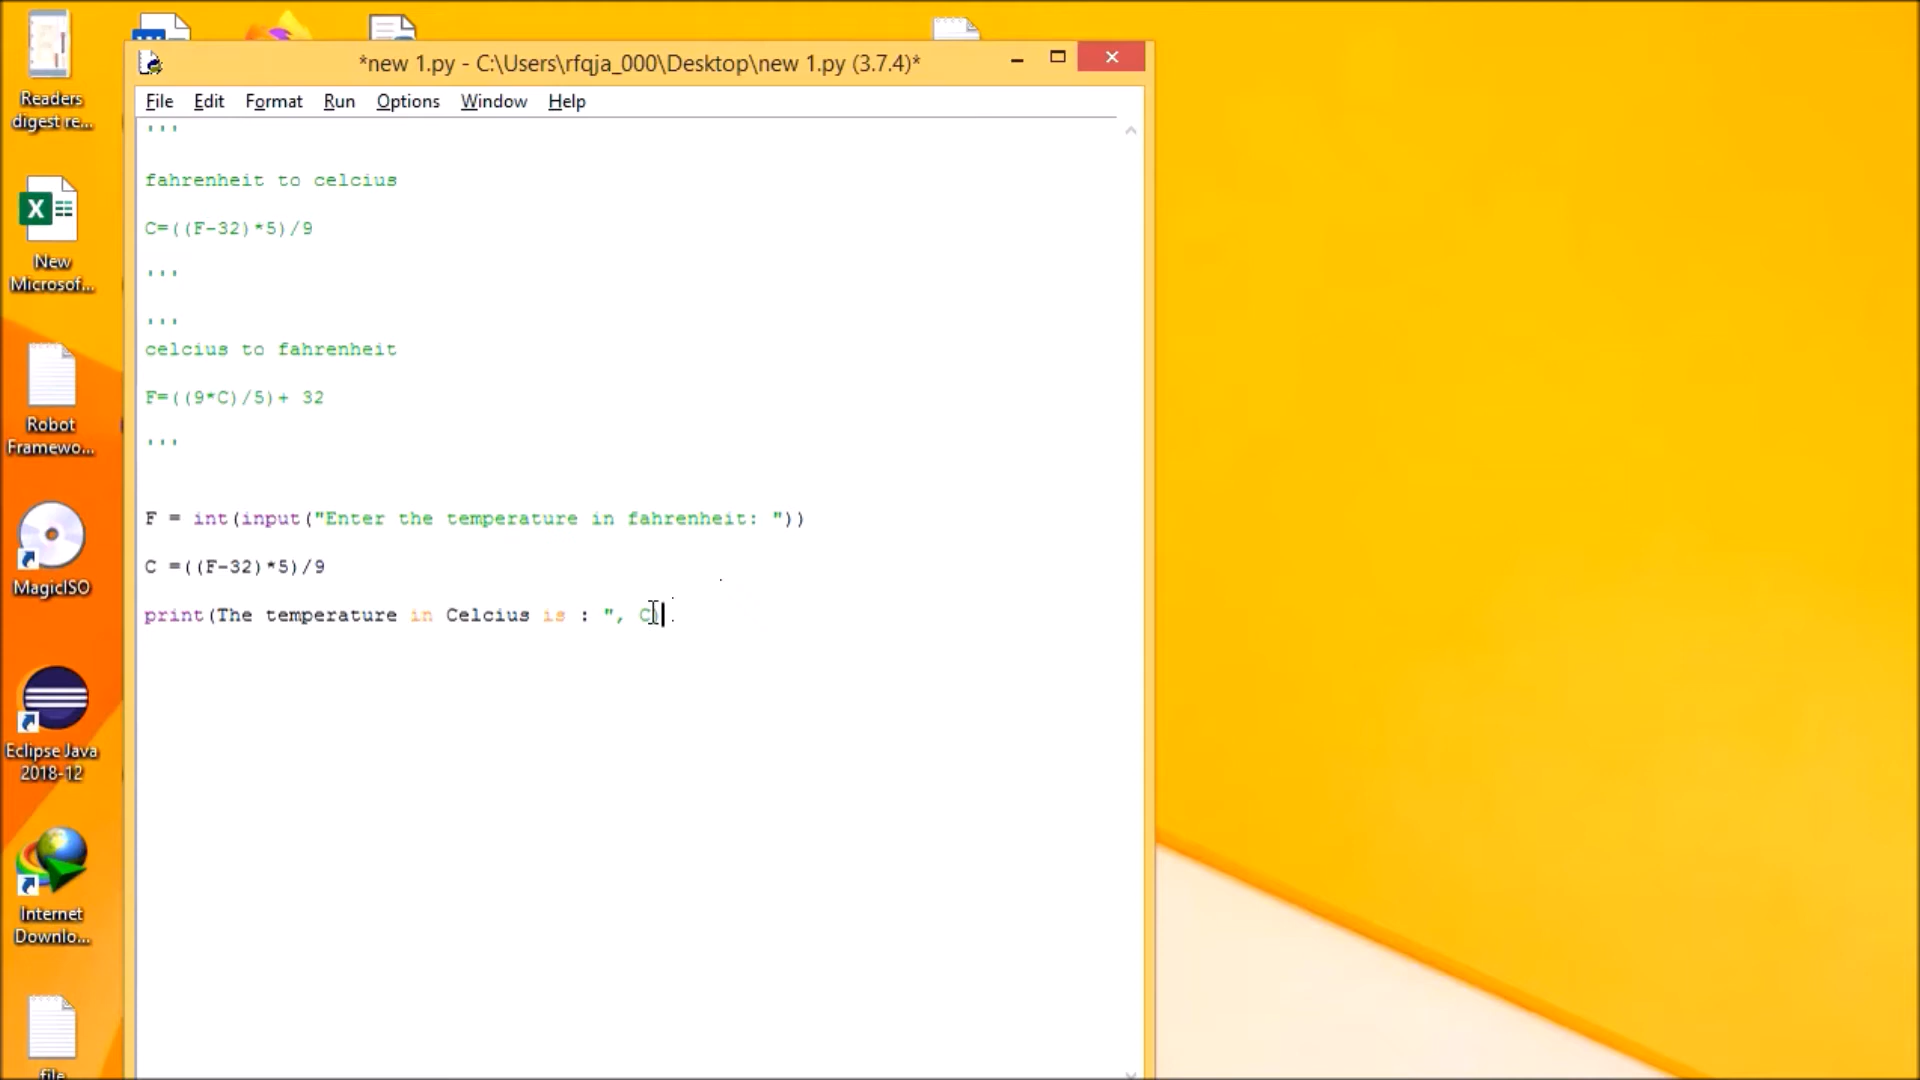 *new 1.py - C:\Users\rfqja_000\Desktop\new 1.py (3.7.4)*
File Edit Format Run Options Window Help
'''
fahrenheit to celcius
C=((F-32)*5)/9
'''
'''
celcius to fahrenheit
F=((9*C)/5)+ 32
'''
F = int(input("Enter the temperature in fahrenheit: "))
C =((F-32)*5)/9
print(The temperature in Celcius is : ", C)
Readers
digest re...
New
Microsof...
Robot
Framewo...
MagicISO
Eclipse Java
2018-12
Internet
Downlo...
file